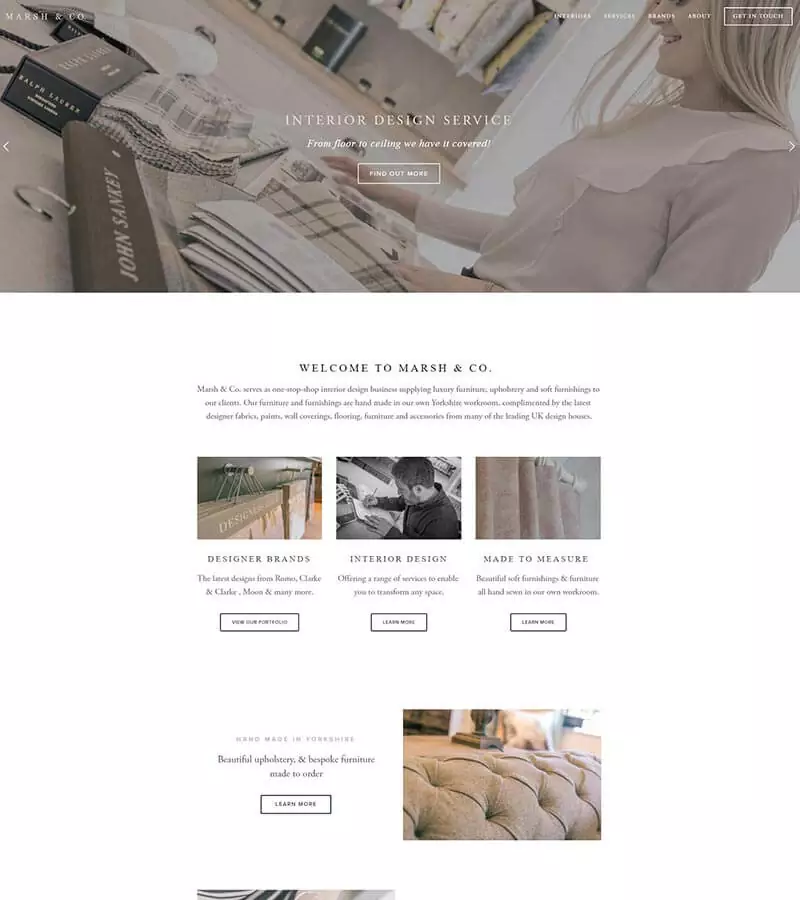 MARSH & CO.
INTERIORS SERVICES BRANDS ABOUT GET IN TOUCH
RALPH LAUREN
JOHN SANKEY
INTERIOR DESIGN SERVICE
From floor to ceiling we have it covered!
FIND OUT MORE
WELCOME TO MARSH & CO.
Marsh & Co. serves as one-stop-shop interior design business supplying luxury furniture, upholstery and soft furnishings to
our clients. Our furniture and furnishings are hand made in our own Yorkshire workroom, complimented by the latest
designer fabrics, paints, wall coverings, flooring, furniture and accessories from many of the leading UK design houses.
DESIGNER BRANDS
The latest designs from Romo, Clarke
& Clarke , Moon & many more.
VIEW OUR PORTFOLIO
INTERIOR DESIGN
Offering a range of services to enable
you to transform any space.
LEARN MORE
MADE TO MEASURE
Beautiful soft furnishings & furniture
all hand sewn in our own workroom.
LEARN MORE
HAND MADE IN YORKSHIRE
Beautiful upholstery, & bespoke furniture
made to order
LEARN MORE